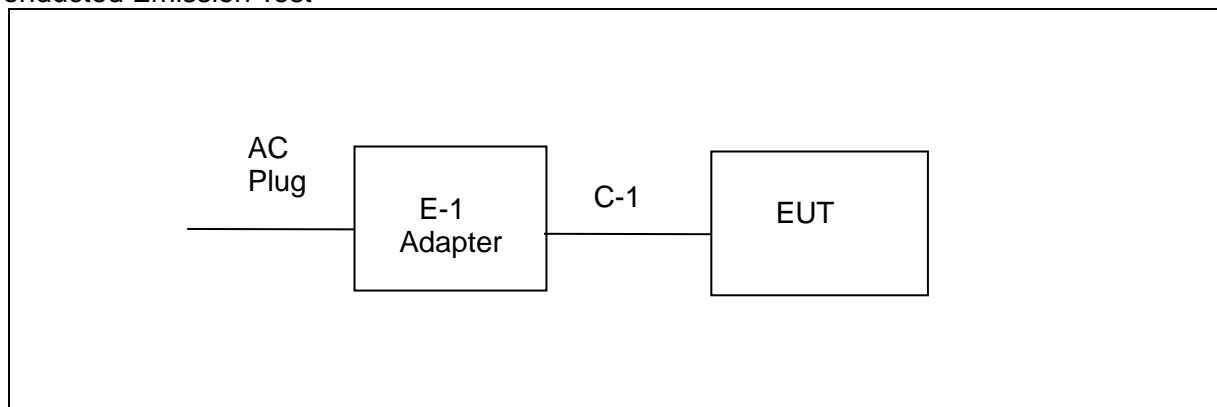 onducted Emission Test
AC
Plug
E-1
Adapter
C-1
EUT